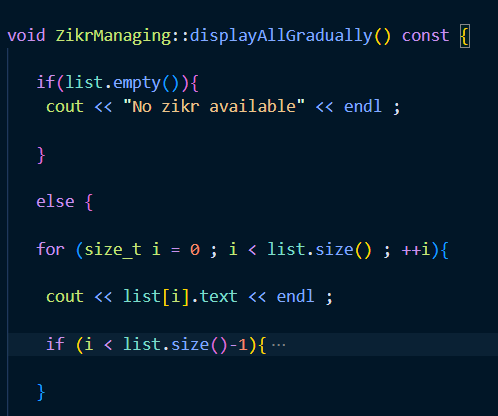 void ZikrManaging::displayAllGradually() const {
if(list.empty()){
cout << "No zikr available" << endl ;
}
else {
for (size_t i = 0 ; i < list.size() ; ++i){
cout << list[i].text << endl ;
if (i < list.size()-1){ ⋯
}